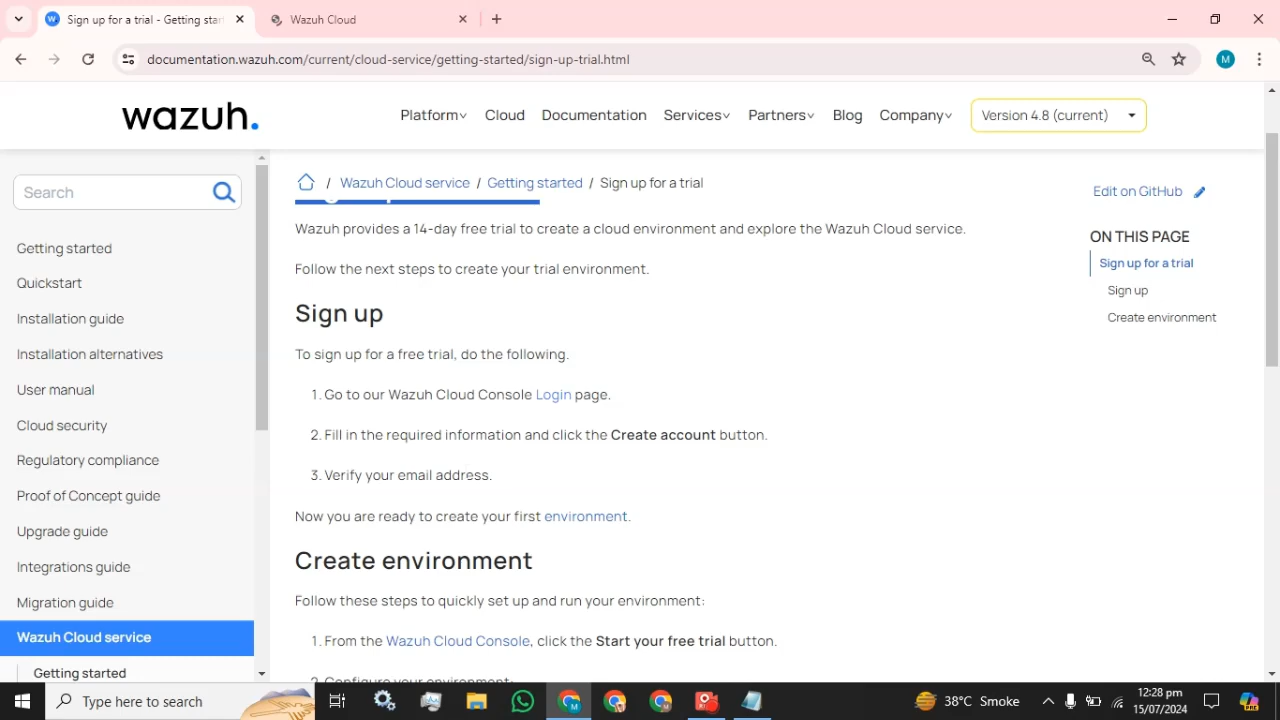 Sign up for a trial - Getting star
Wazuh Cloud
documentation.wazuh.com/current/cloud-service/getting-started/sign-up-trial.html
M
wazuh.
Platform
Cloud
Documentation
Services
Partners
Blog
Company
Version 4.8 (current)
Search
/ Wazuh Cloud service / Getting started / Sign up for a trial
Edit on GitHub
Wazuh provides a 14-day free trial to create a cloud environment and explore the Wazuh Cloud service.
Follow the next steps to create your trial environment.
Sign up
To sign up for a free trial, do the following.
1. Go to our Wazuh Cloud Console Login page.
2. Fill in the required information and click the Create account button.
3. Verify your email address.
Now you are ready to create your first environment.
Create environment
Follow these steps to quickly set up and run your environment:
1. From the Wazuh Cloud Console, click the Start your free trial button.
2. Configure your environment:
ON THIS PAGE
Sign up for a trial
Sign up
Create environment
Getting started
Quickstart
Installation guide
Installation alternatives
User manual
Cloud security
Regulatory compliance
Proof of Concept guide
Upgrade guide
Integrations guide
Migration guide
Wazuh Cloud service
Getting started
Type here to search
38°C Smoke
12:28 pm
15/07/2024